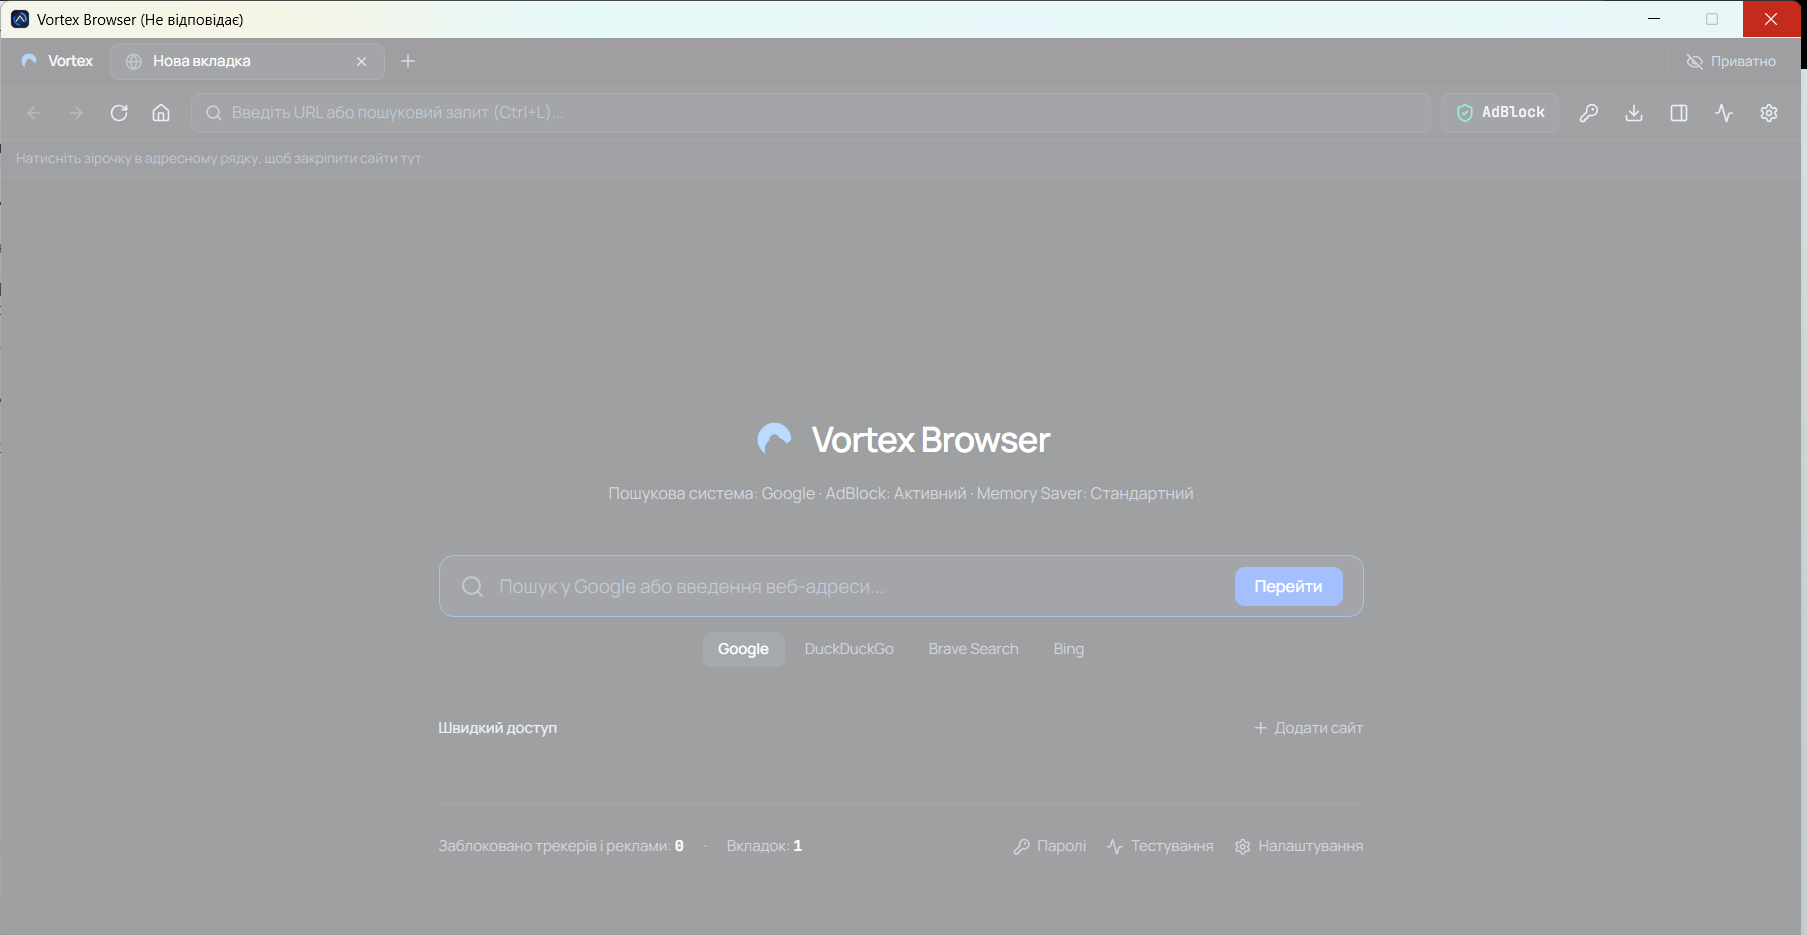 Vortex Browser (Не відповідає)
Vortex Нова вкладка Приватно
Введіть URL або пошуковий запит (Ctrl+L)... AdBlock
Натисніть зірочку в адресному рядку, щоб закріпити сайти тут
Vortex Browser
Пошукова система: Google · AdBlock: Активний · Memory Saver: Стандартний
Пошук у Google або введення веб-адреси... Перейти
Google DuckDuckGo Brave Search Bing
Швидкий доступ + Додати сайт
Заблоковано трекерів і реклами: 0 · Вкладок: 1 Паролі Тестування Налаштування